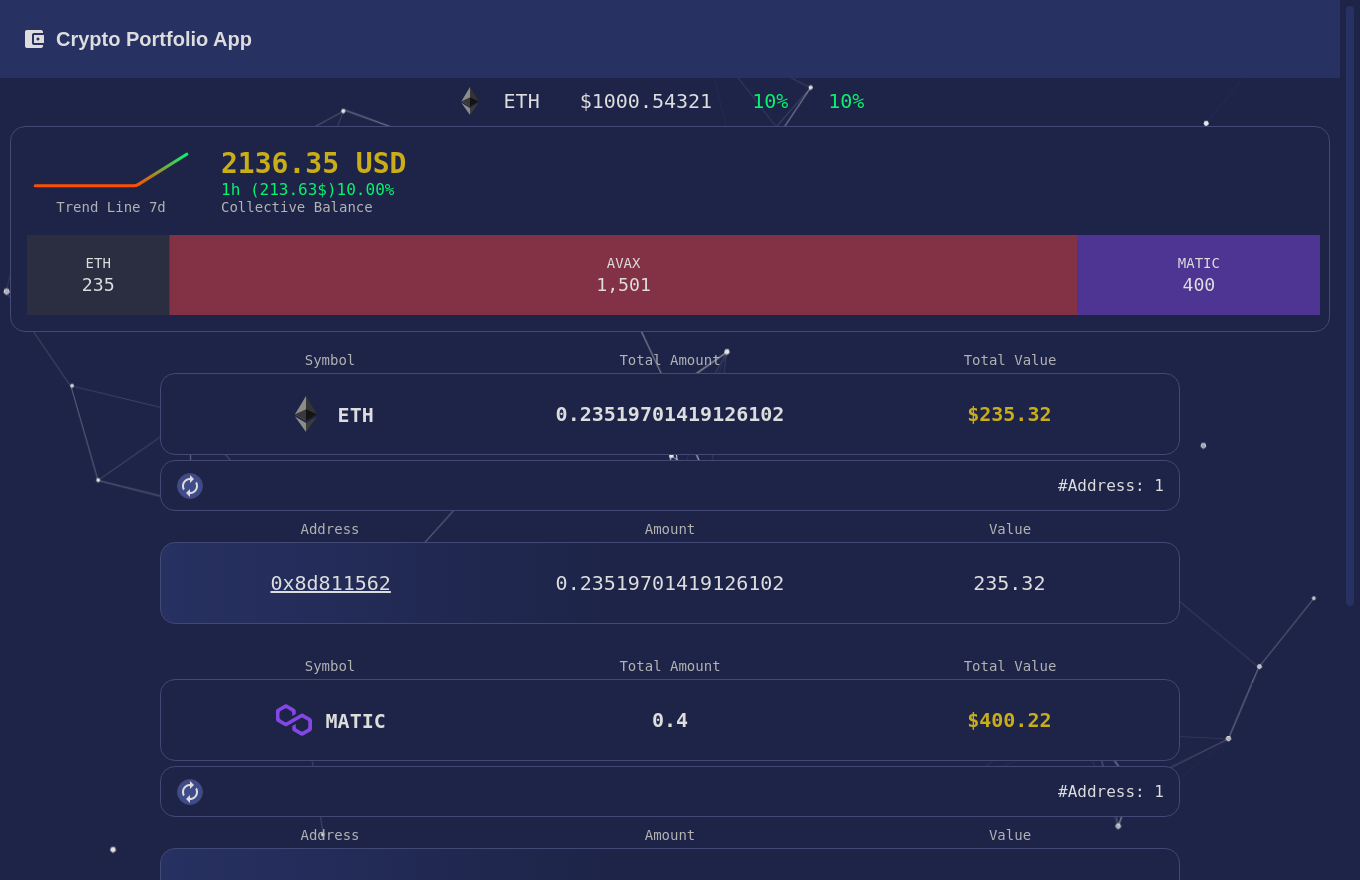 Crypto Portfolio App
ETH $1000.54321 10% 10%
2136.35 USD
1h (213.63$)10.00%
Trend Line 7d Collective Balance
ETH AVAX MATIC
235 1,501 400
Symbol Total Amount Total Value
ETH 0.23519701419126102 $235.32
#Address: 1
Address Amount Value
0x8d811562 0.23519701419126102 235.32
Symbol Total Amount Total Value
MATIC 0.4 $400.22
#Address: 1
Address Amount Value